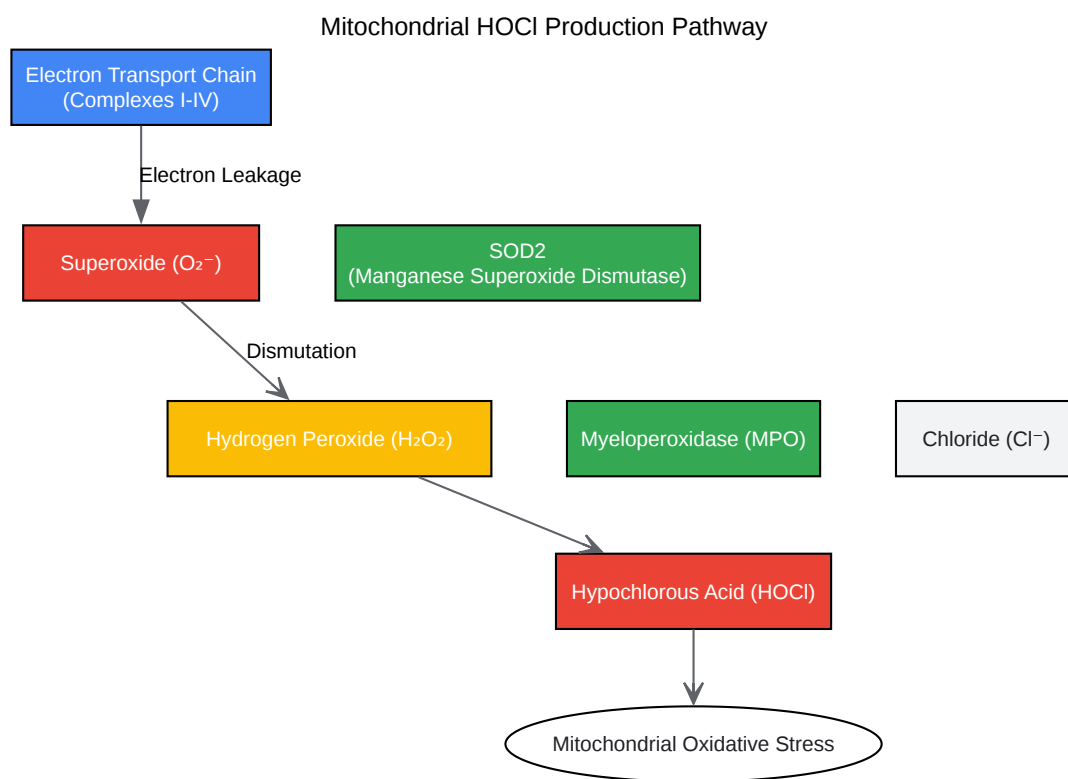 Mitochondrial HOCl Production Pathway
Electron Transport Chain
(Complexes I-IV)
Electron Leakage
Superoxide (O₂⁻)
SOD2
(Manganese Superoxide Dismutase)
Dismutation
Hydrogen Peroxide (H₂O₂)
Myeloperoxidase (MPO)
Chloride (Cl⁻)
Hypochlorous Acid (HOCl)
Mitochondrial Oxidative Stress